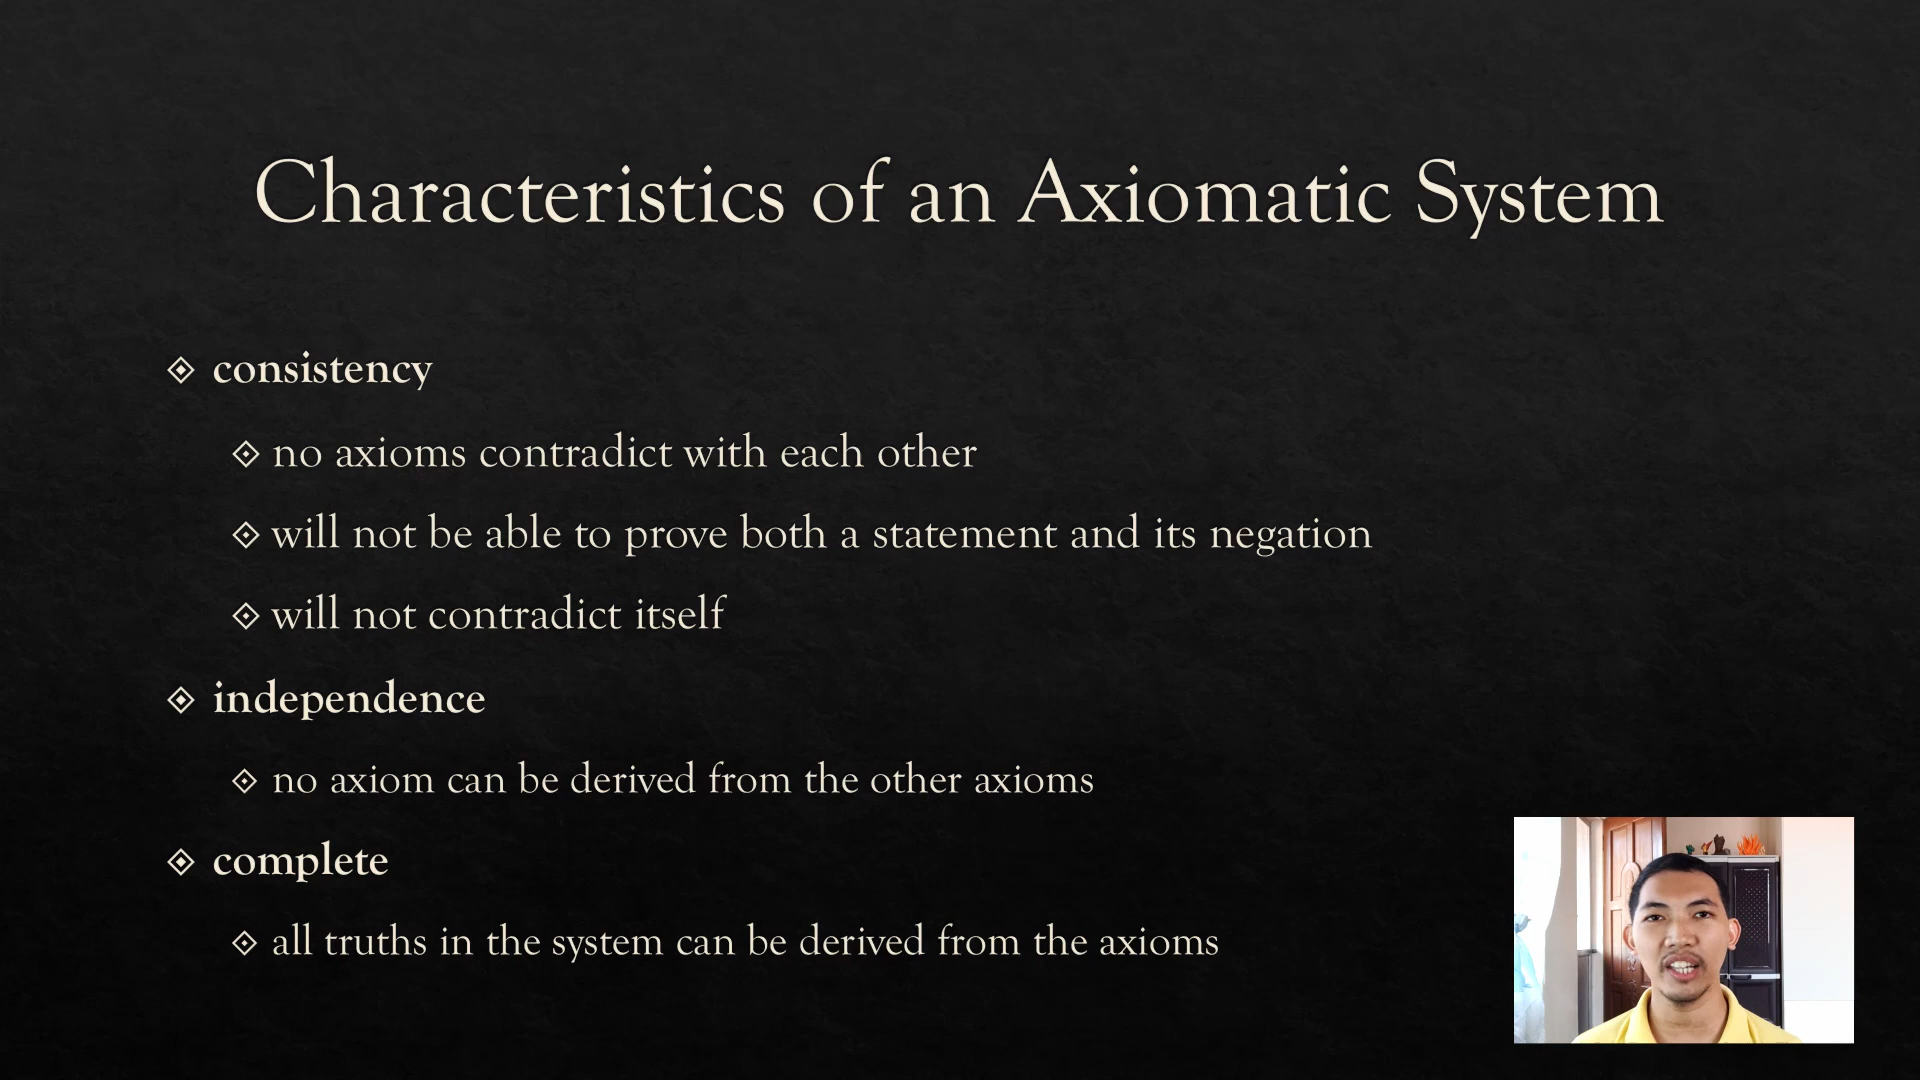 Characteristics of an Axiomatic System
consistency
no axioms contradict with each other
will not be able to prove both a statement and its negation
will not contradict itself
independence
no axiom can be derived from the other axioms
complete
all truths in the system can be derived from the axioms